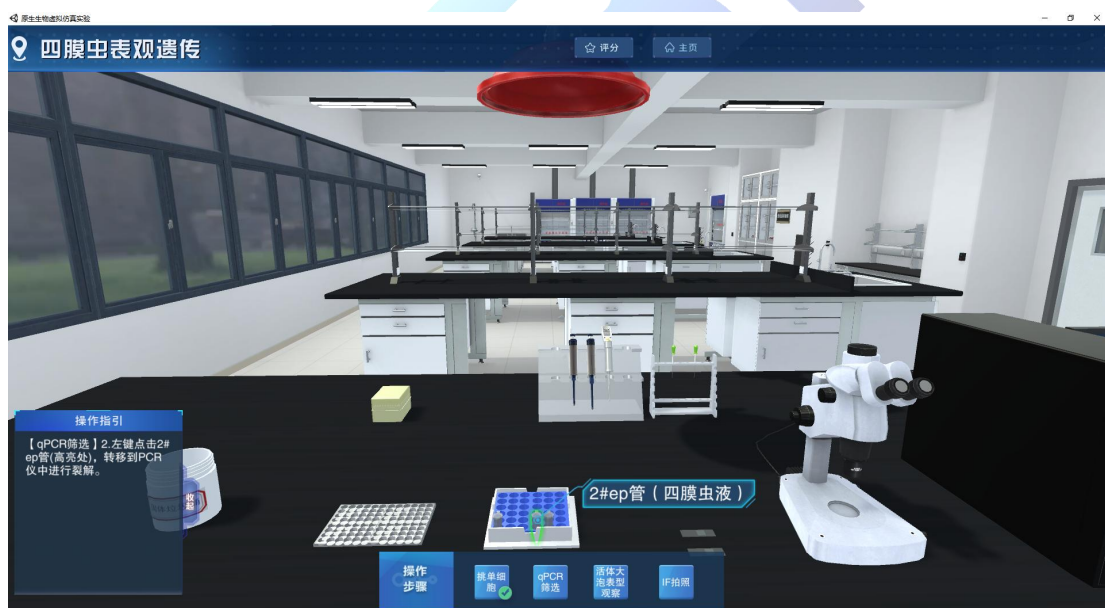 原生生物虚拟仿真实验
四膜虫表观遗传
评分
主页
操作指引
【qPCR筛选】2.左键点击2#
ep管(高亮处)，转移到PCR
仪中进行裂解。
收起
2#ep管（四膜虫液）
操作
步骤
挑单细
胞
qPCR
筛选
活体大
泡表型
观察
IF拍照